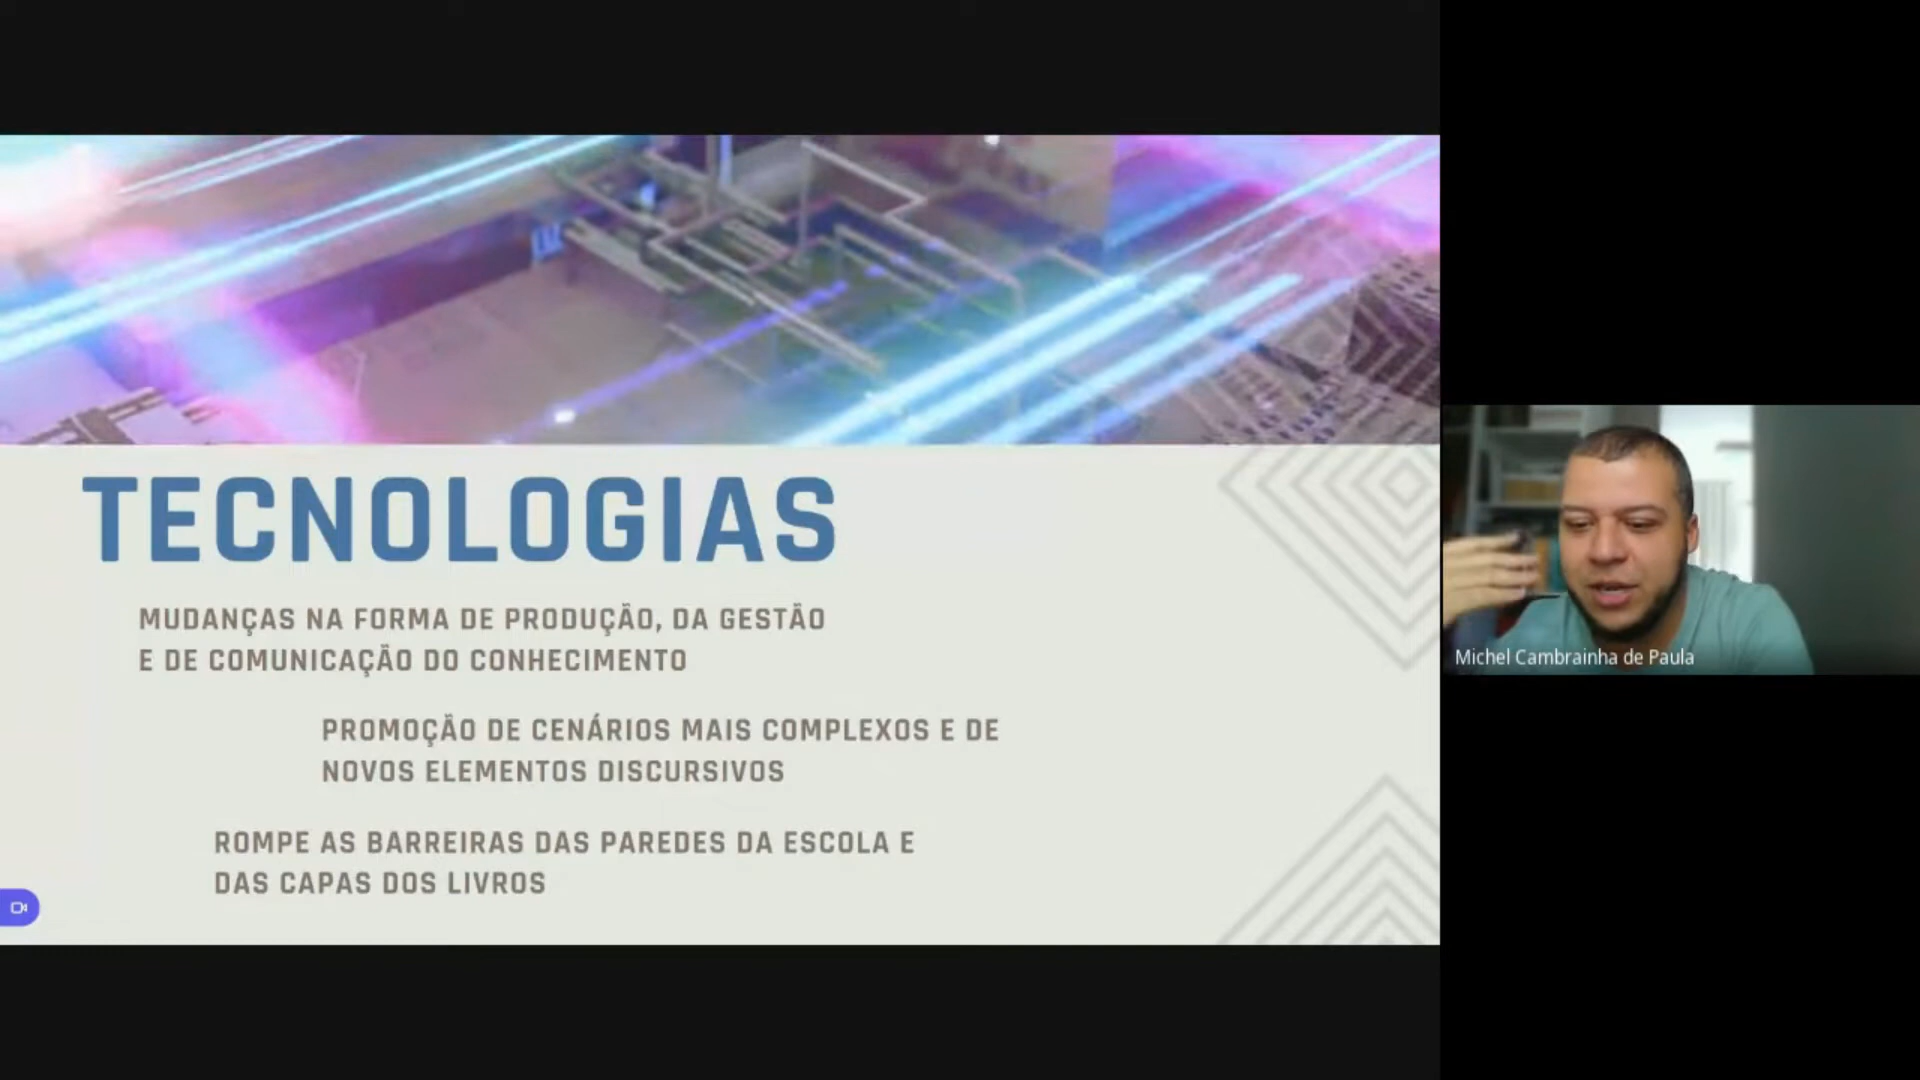 TECNOLOGIAS
MUDANÇAS NA FORMA DE PRODUÇÃO, DA GESTÃO
E DE COMUNICAÇÃO DO CONHECIMENTO
PROMOÇÃO DE CENÁRIOS MAIS COMPLEXOS E DE
NOVOS ELEMENTOS DISCURSIVOS
ROMPE AS BARREIRAS DAS PAREDES DA ESCOLA E
DAS CAPAS DOS LIVROS
Michel Cambrainha de Paula